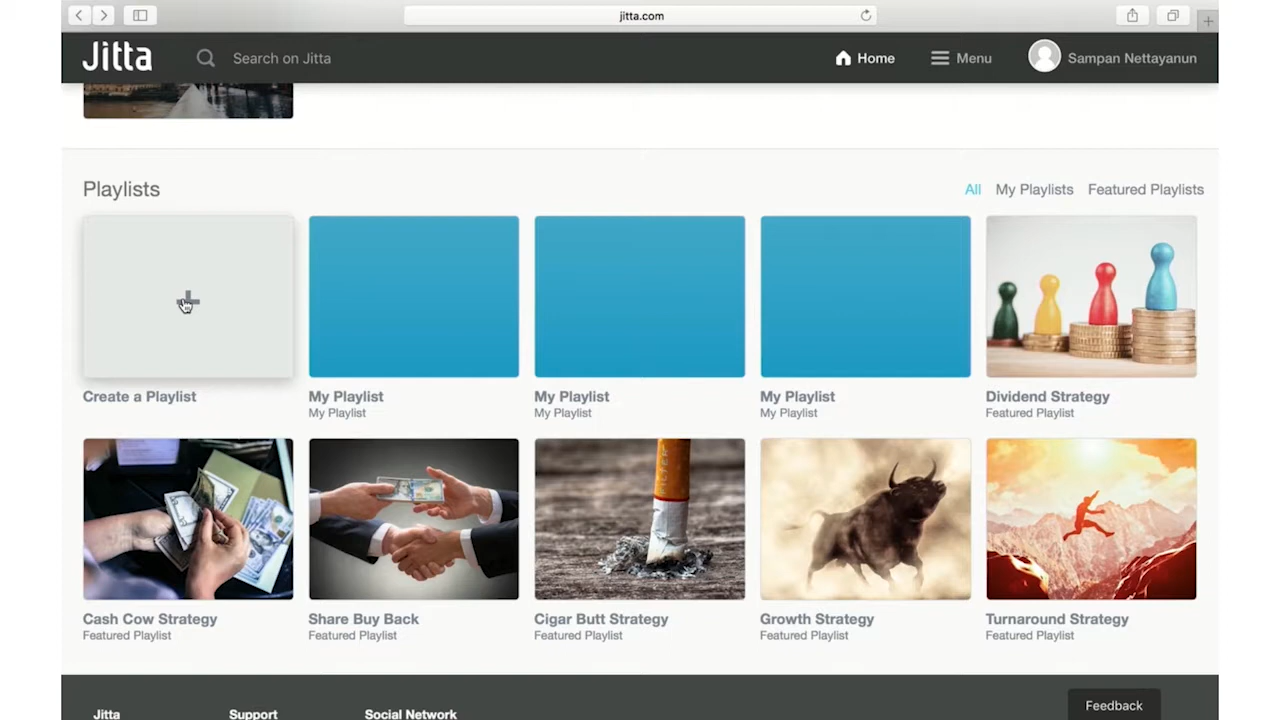 jitta.com
Jitta
Search on Jitta
Home
Menu
Sampan Nettayanun
Playlists
All
My Playlists
Featured Playlists
Create a Playlist
My Playlist
My Playlist
My Playlist
My Playlist
My Playlist
My Playlist
Dividend Strategy
Featured Playlist
Cash Cow Strategy
Featured Playlist
Share Buy Back
Featured Playlist
Cigar Butt Strategy
Featured Playlist
Growth Strategy
Featured Playlist
Turnaround Strategy
Featured Playlist
Jitta
Support
Social Network
Feedback